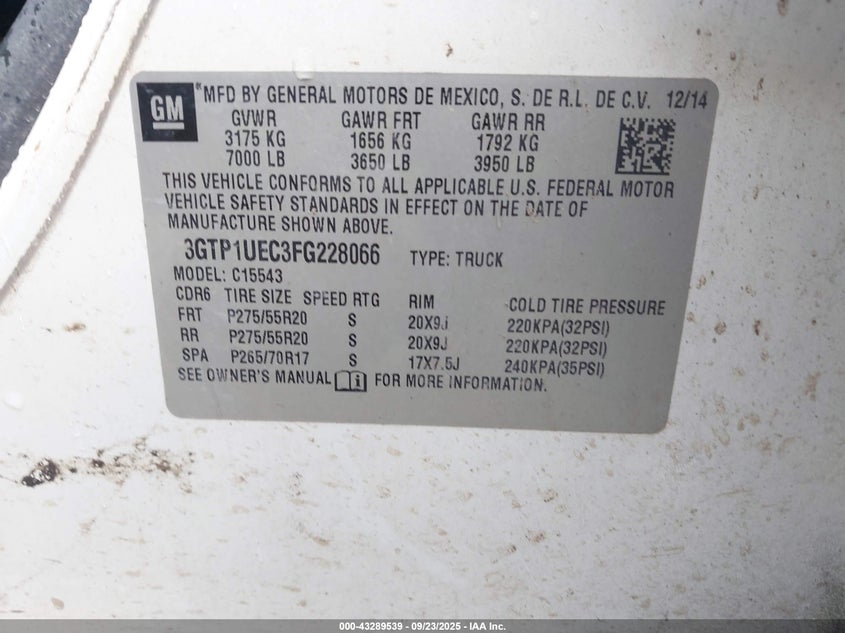 GM
*MFD BY GENERAL MOTORS DE MEXICO, S. DE R.L. DE C.V. 12/14
GVWR GAWR FRT GAWR RR
3175 KG 1656 KG 1792 KG
7000 LB 3650 LB 3950 LB
THIS VEHICLE CONFORMS TO ALL APPLICABLE U.S. FEDERAL MOTOR
VEHICLE SAFETY STANDARDS IN EFFECT ON THE DATE OF
MANUFACTURE SHOWN ABOVE.
3GTP1UEC3FG228066 TYPE: TRUCK
MODEL: C15543
CDR6 TIRE SIZE SPEED RTG RIM COLD TIRE PRESSURE
FRT P275/55R20 S 20X9J 220KPA(32PSI)
RR P275/55R20 S 20X9J 220KPA(32PSI)
SPA P265/70R17 S 17X7.5J 240KPA(35PSI)
SEE OWNER'S MANUAL i FOR MORE INFORMATION.
000-43289539 - 09/23/2025 - IAA Inc.